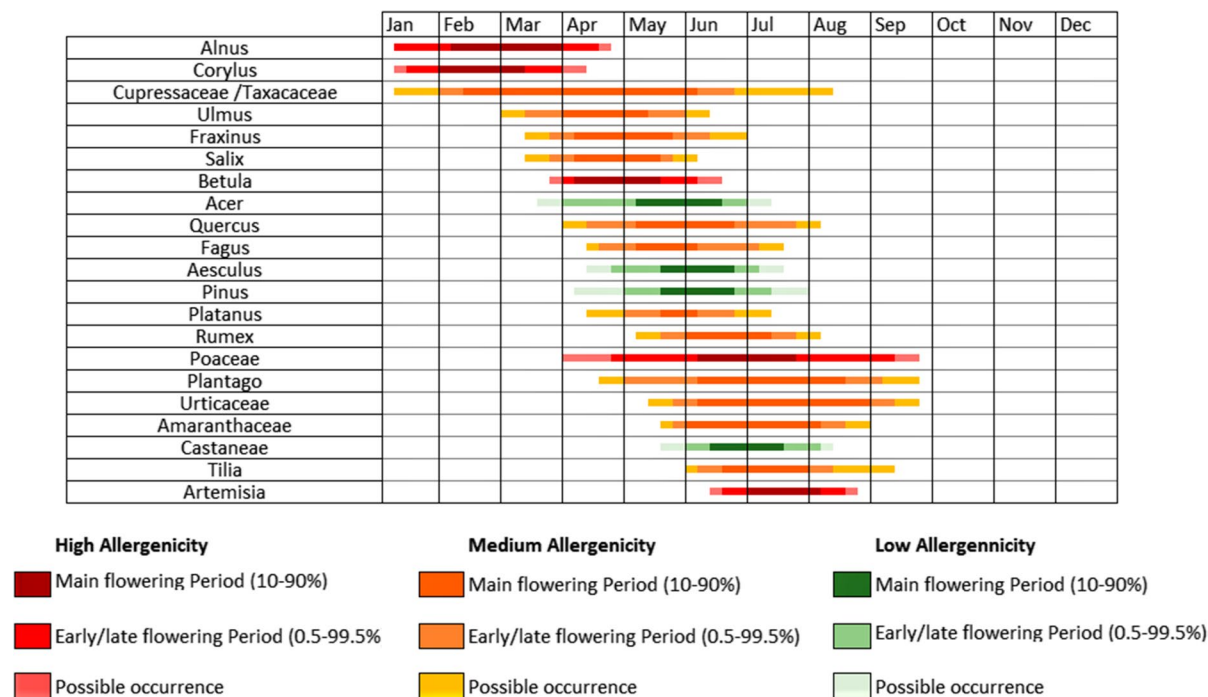 Jan Feb Mar Apr May Jun Jul Aug Sep Oct Nov Dec
Alnus
Corylus
Cupressaceae /Taxacaceae
Ulmus
Fraxinus
Salix
Betula
Acer
Quercus
Fagus
Aesculus
Pinus
Platanus
Rumex
Poaceae
Plantago
Urticaceae
Amaranthaceae
Castaneae
Tilia
Artemisia
High Allergenicity Medium Allergenicity Low Allergennicity
Main flowering Period (10-90%) Main flowering Period (10-90%) Main flowering Period (10-90%)
Early/late flowering Period (0.5-99.5% Early/late flowering Period (0.5-99.5%) Early/late flowering Period (0.5-99.5%)
Possible occurrence Possible occurrence Possible occurrence